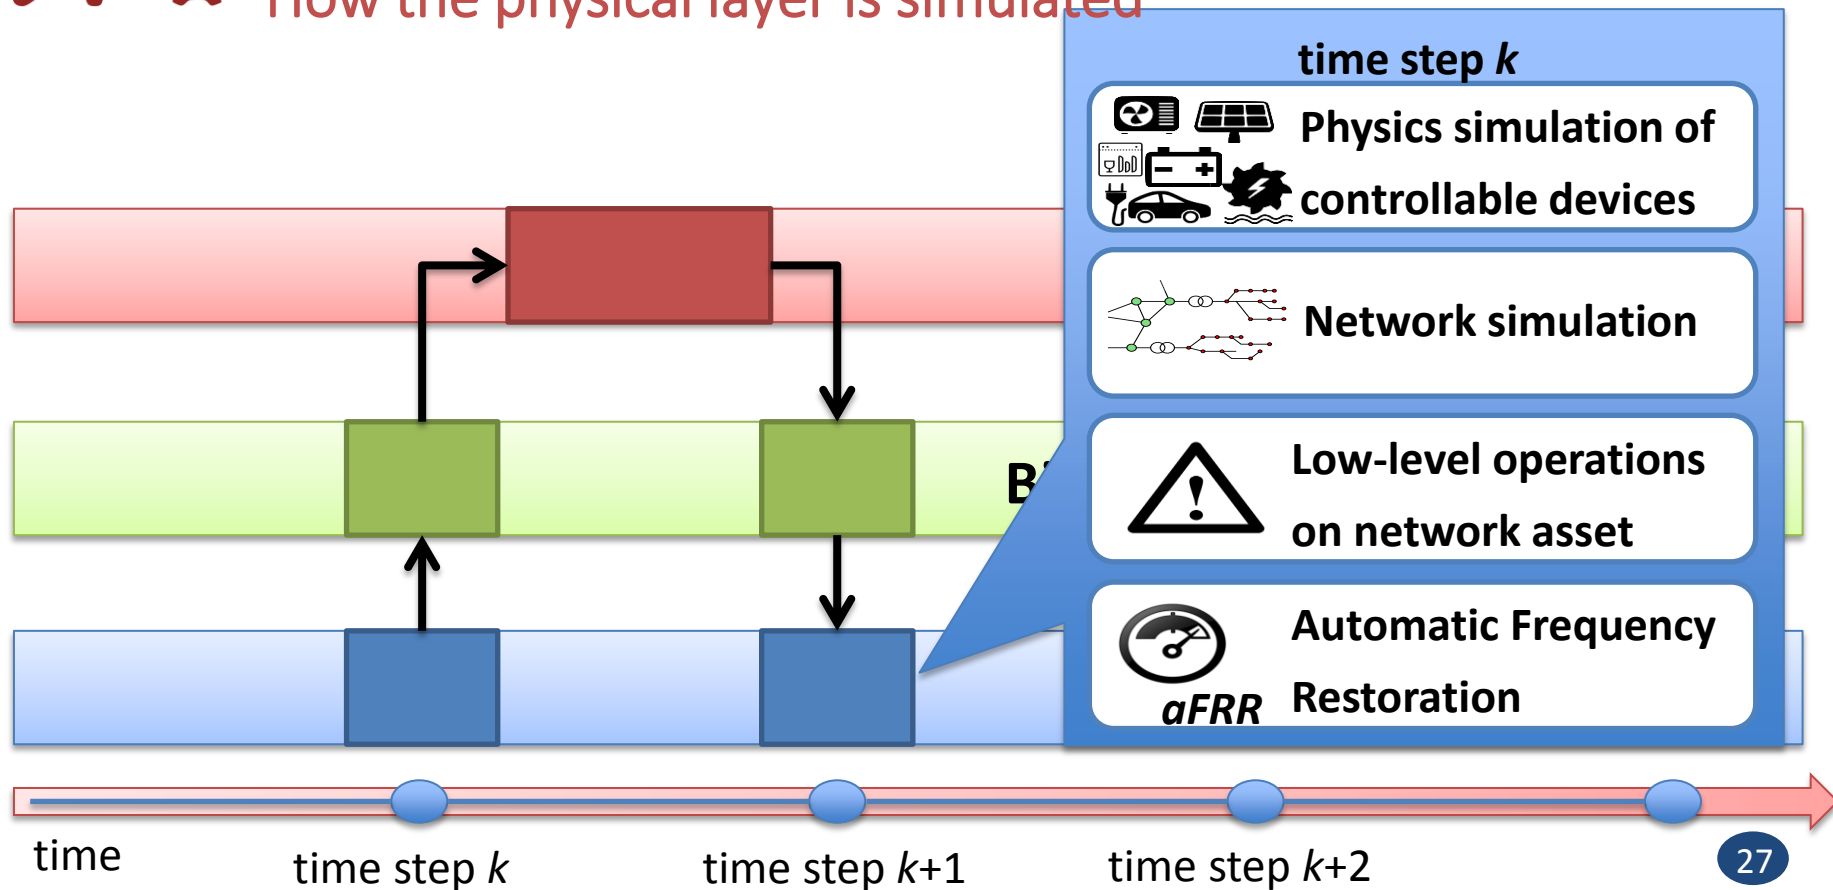 How the physical layer is simulated
time step k
Physics simulation of
controllable devices
Network simulation
Low-level operations
on network asset
Automatic Frequency
Restoration
aFRR
time
time step k
time step k+1
time step k+2
27